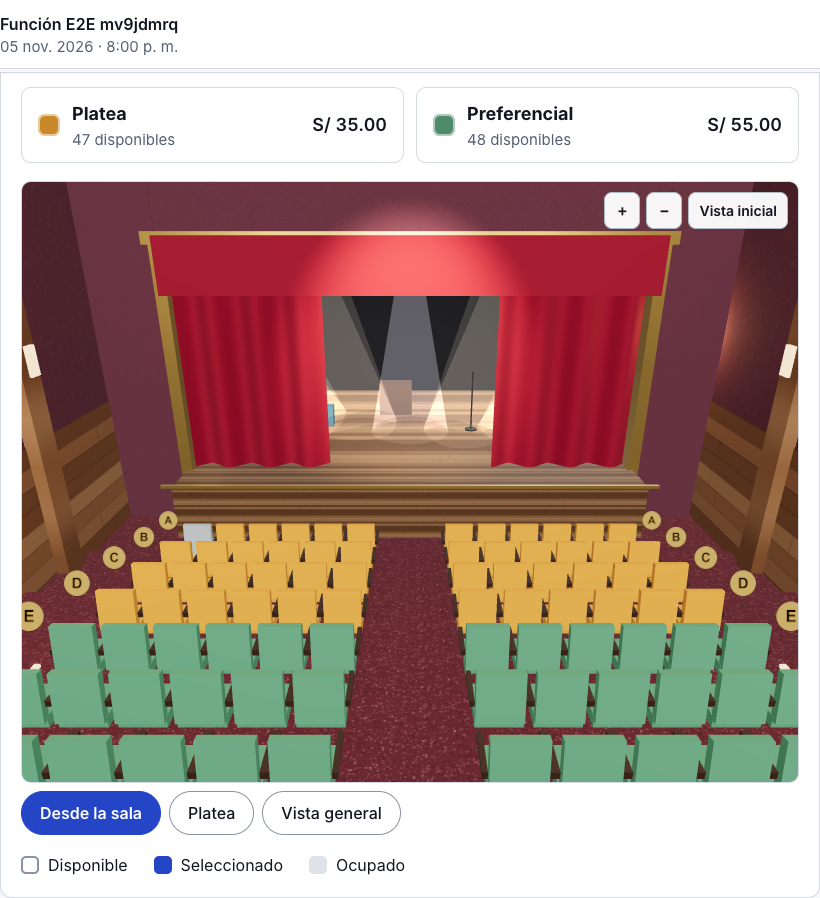 Función E2E mv9jdmrq
05 nov. 2026 · 8:00 p. m.
Platea
47 disponibles
S/ 35.00
Preferencial
48 disponibles
S/ 55.00
+
−
Vista inicial
A
A
B
B
C
C
D
D
E
E
Desde la sala
Platea
Vista general
Disponible
Seleccionado
Ocupado